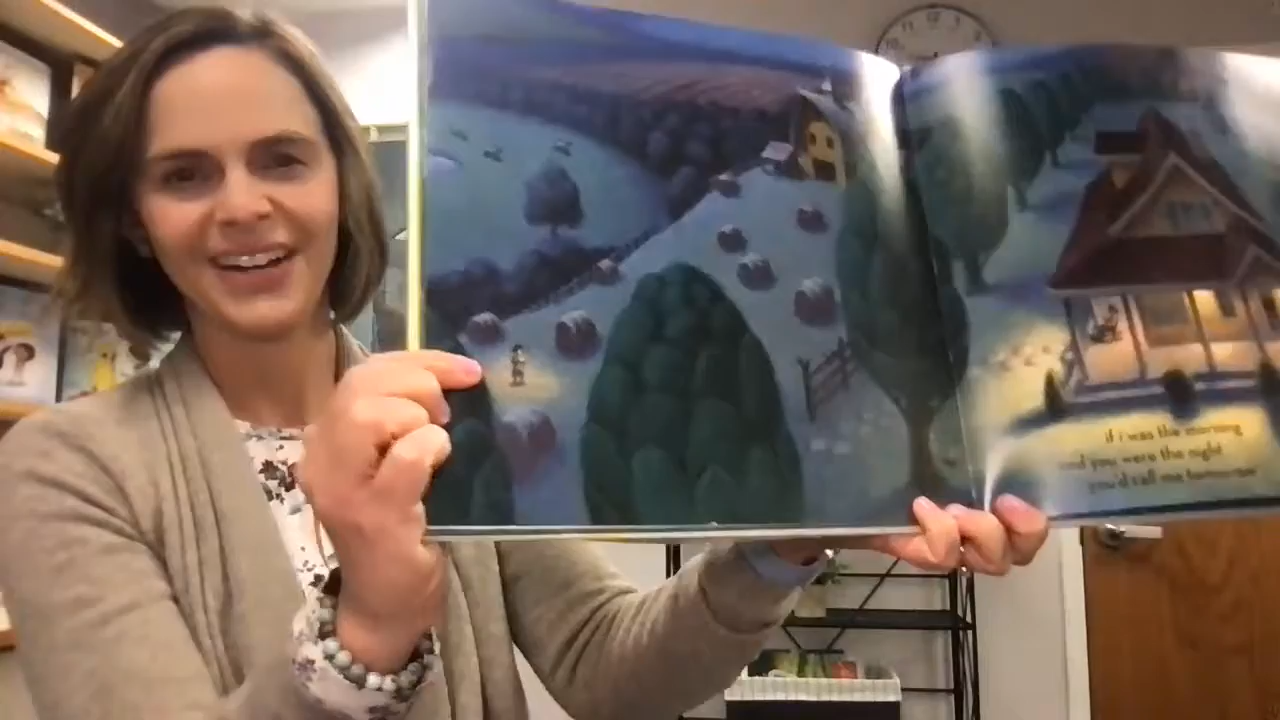 if i was the morning
and you were the night
you'd call me tomorrow